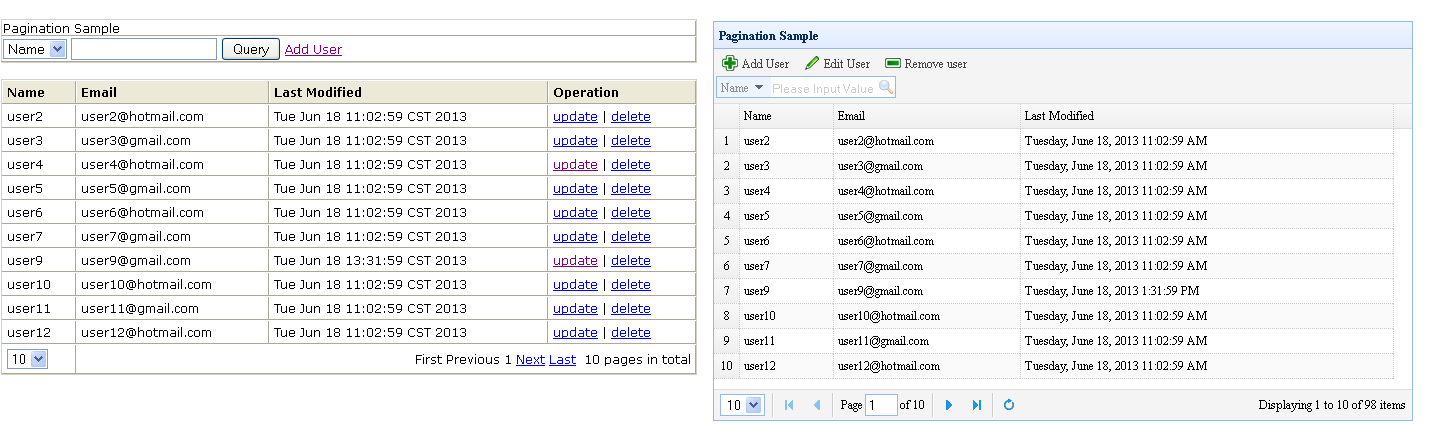 Pagination Sample
Name Query Add User
Name Email Last Modified Operation
user2 user2@hotmail.com Tue Jun 18 11:02:59 CST 2013 update | delete
user3 user3@gmail.com Tue Jun 18 11:02:59 CST 2013 update | delete
user4 user4@hotmail.com Tue Jun 18 11:02:59 CST 2013 update | delete
user5 user5@gmail.com Tue Jun 18 11:02:59 CST 2013 update | delete
user6 user6@hotmail.com Tue Jun 18 11:02:59 CST 2013 update | delete
user7 user7@gmail.com Tue Jun 18 11:02:59 CST 2013 update | delete
user9 user9@gmail.com Tue Jun 18 13:31:59 CST 2013 update | delete
user10 user10@hotmail.com Tue Jun 18 11:02:59 CST 2013 update | delete
user11 user11@gmail.com Tue Jun 18 11:02:59 CST 2013 update | delete
user12 user12@hotmail.com Tue Jun 18 11:02:59 CST 2013 update | delete
10 First Previous 1 Next Last 10 pages in total
Pagination Sample
Add User Edit User Remove user
Name Please Input Value
Name Email Last Modified
1 user2 user2@hotmail.com Tuesday, June 18, 2013 11:02:59 AM
2 user3 user3@gmail.com Tuesday, June 18, 2013 11:02:59 AM
3 user4 user4@hotmail.com Tuesday, June 18, 2013 11:02:59 AM
4 user5 user5@gmail.com Tuesday, June 18, 2013 11:02:59 AM
5 user6 user6@hotmail.com Tuesday, June 18, 2013 11:02:59 AM
6 user7 user7@gmail.com Tuesday, June 18, 2013 11:02:59 AM
7 user9 user9@gmail.com Tuesday, June 18, 2013 1:31:59 PM
8 user10 user10@hotmail.com Tuesday, June 18, 2013 11:02:59 AM
9 user11 user11@gmail.com Tuesday, June 18, 2013 11:02:59 AM
10 user12 user12@hotmail.com Tuesday, June 18, 2013 11:02:59 AM
10 Page 1 of 10 Displaying 1 to 10 of 98 items